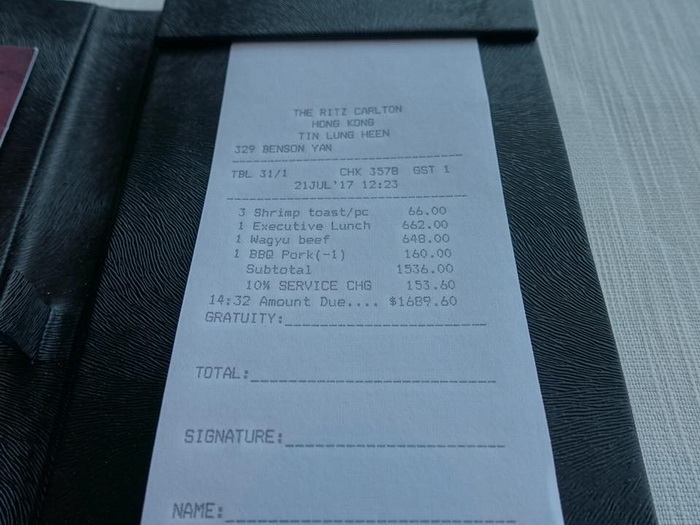 THE RITZ CARLTON
HONG KONG
TIN LUNG HEEN
329 BENSON YAN
TBL 31/1 CHK 3578 GST 1
21JUL'17 12:23
3 Shrimp toast/pc 66.00
1 Executive Lunch 662.00
1 Wagyu beef 648.00
1 BBQ Pork(-1) 160.00
Subtotal 1536.00
10% SERVICE CHG 153.60
14:32 Amount Due.... $1689.60
GRATUITY:
TOTAL:
SIGNATURE:
NAME: